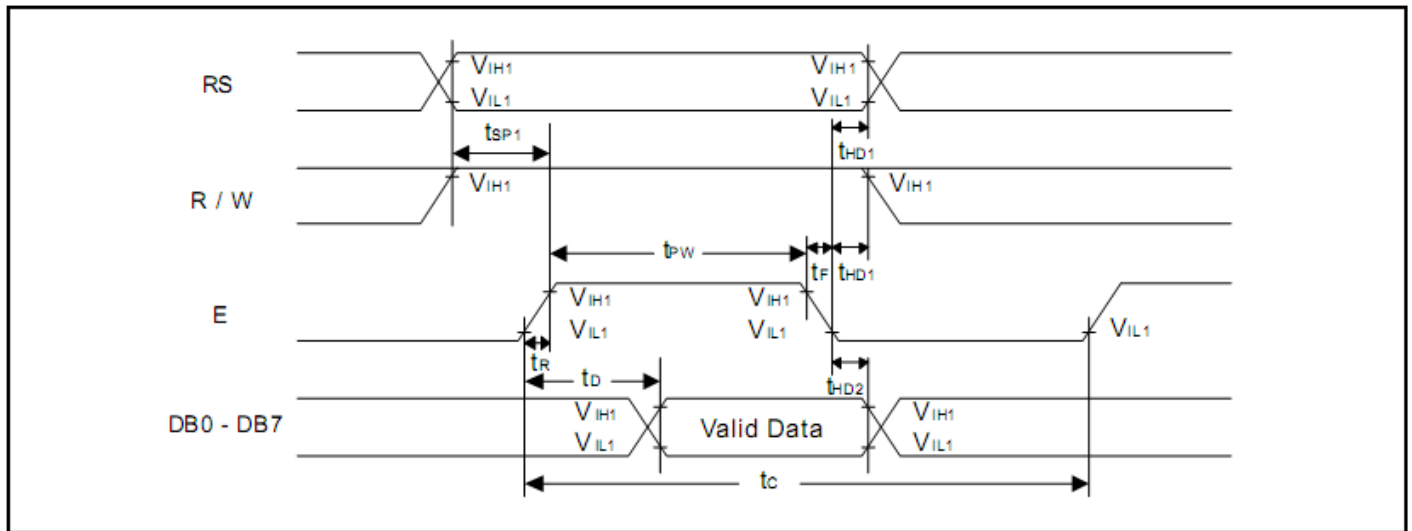 RS
VIH1
VIH1
VIL1
VIL1
tSP1
tHD1
R / W
VIH1
VIH1
tPW
tF
tHD1
E
VIH1
VIH1
VIL1
VIL1
VIL1
tR
tD
tHD2
DB0 - DB7
VIH1
VIL1
Valid Data
VIH1
VIL1
tC